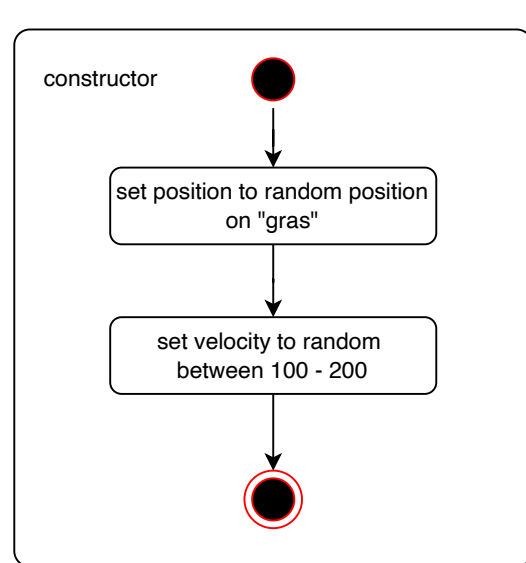 constructor
set position to random position
on "gras"
set velocity to random
between 100 - 200